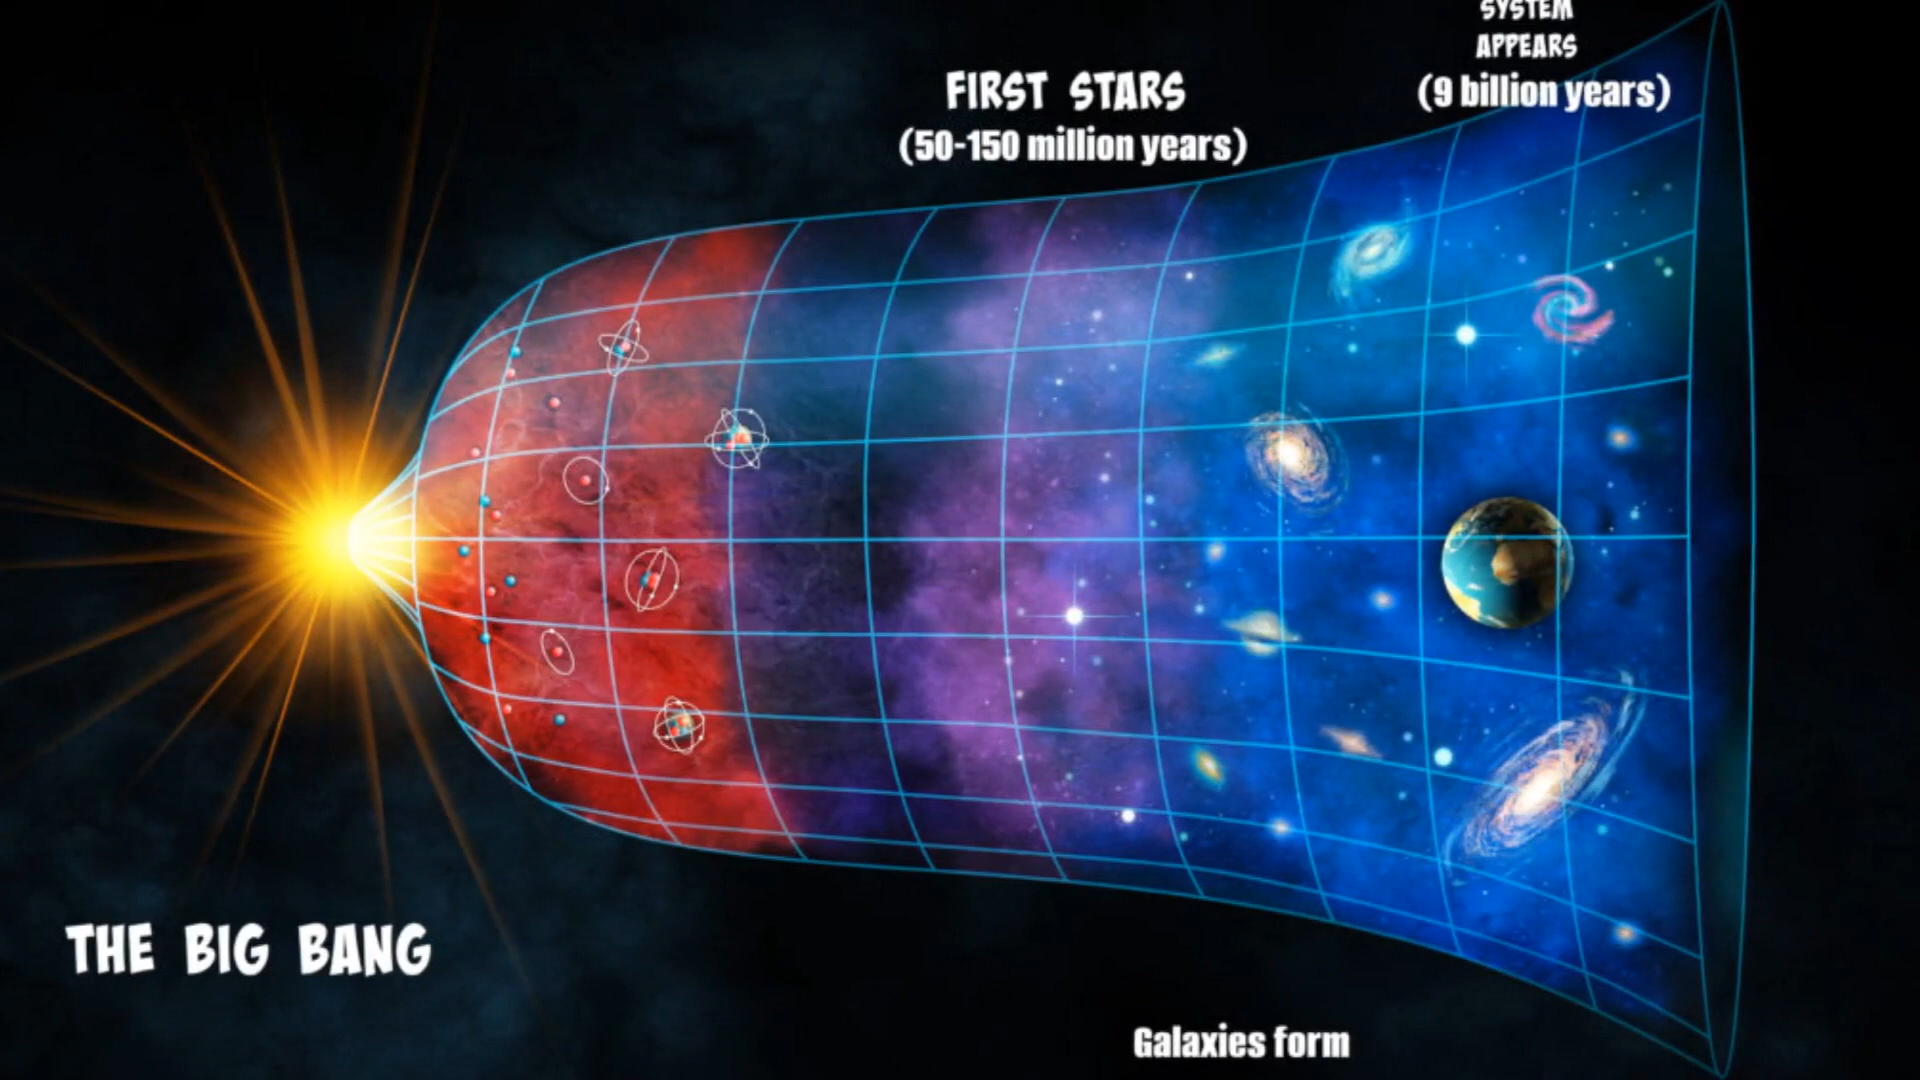 SYSTEM
APPEARS
(9 billion years)
FIRST STARS
(50-150 million years)
THE BIG BANG
Galaxies form